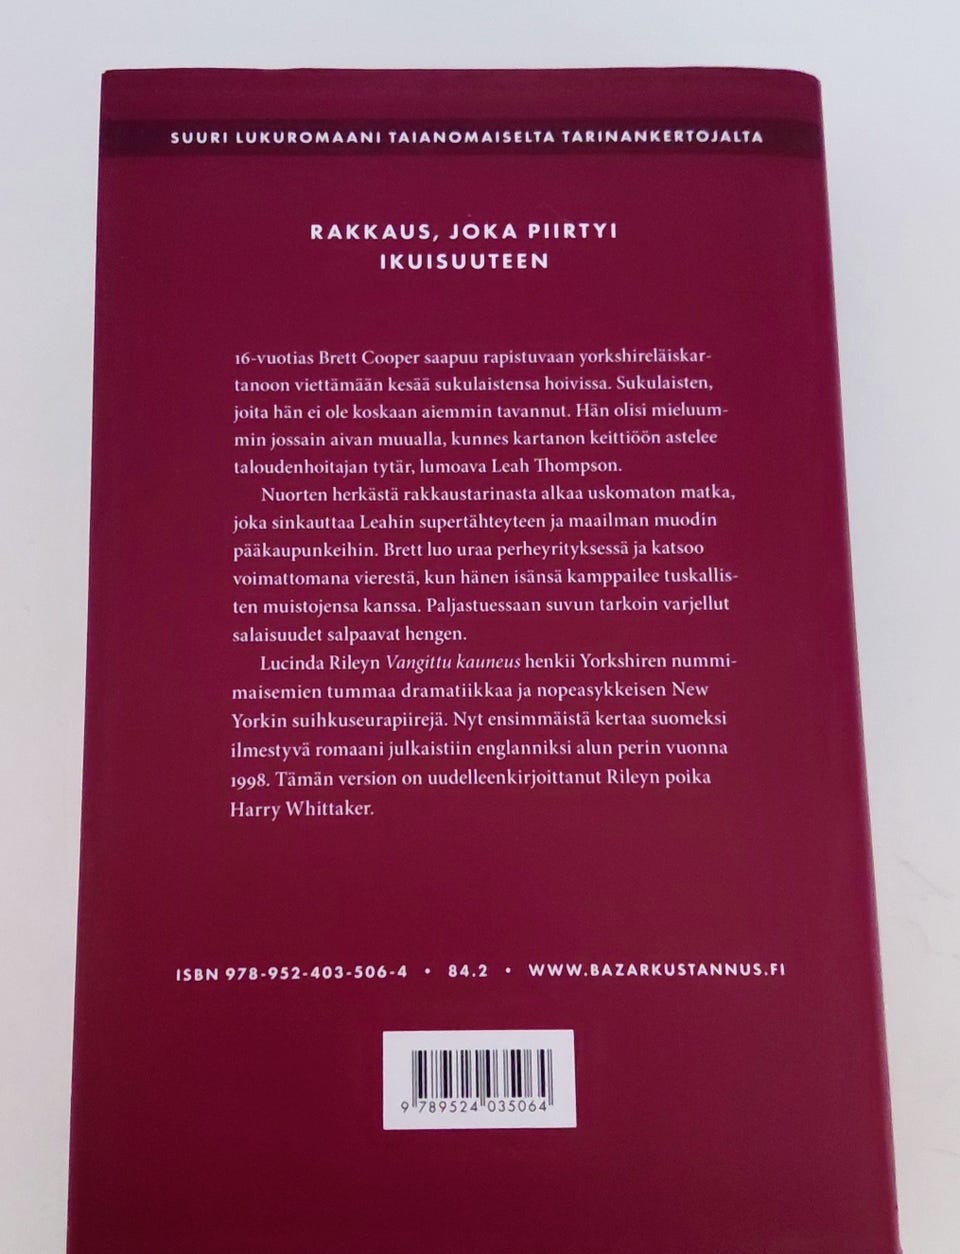 SUURI LUKUROMAANI TAIANOMAISELTA TARINANKERTOJALTA
RAKKAUS, JOKA PIIRTYI
IKUISUUTEEN
16-vuotias Brett Cooper saapuu rapistuvaan yorkshireläiskar-
tanoon viettämään kesää sukulaistensa hoivissa. Sukulaisten,
joita hän ei ole koskaan aiemmin tavannut. Hän olisi mieluum-
min jossain aivan muualla, kunnes kartanon keittiöön astelee
taloudenhoitajan tytär, lumoava Leah Thompson.
Nuorten herkästä rakkaustarinasta alkaa uskomaton matka,
joka sinkauttaa Leahin supertähteyteen ja maailman muodin
pääkaupunkeihin. Brett luo uraa perheyrityksessä ja katsoo
voimattomana vierestä, kun hänen isänsä kamppailee tuskallis-
ten muistojensa kanssa. Paljastuessaan suvun tarkoin varjellut
salaisuudet salpaavat hengen.
Lucinda Rileyn Vangittu kauneus henkii Yorkshiren nummi-
maisemien tummaa dramatiikkaa ja nopeasykkeisen New
Yorkin suihkuseurapiirejä. Nyt ensimmäistä kertaa suomeksi
ilmestyvä romaani julkaistiin englanniksi alun perin vuonna
1998. Tämän version on uudelleenkirjoittanut Rileyn poika
Harry Whittaker.
ISBN 978-952-403-506-4 • 84.2 • WWW.BAZARKUSTANNUS.FI
9 789524 035064